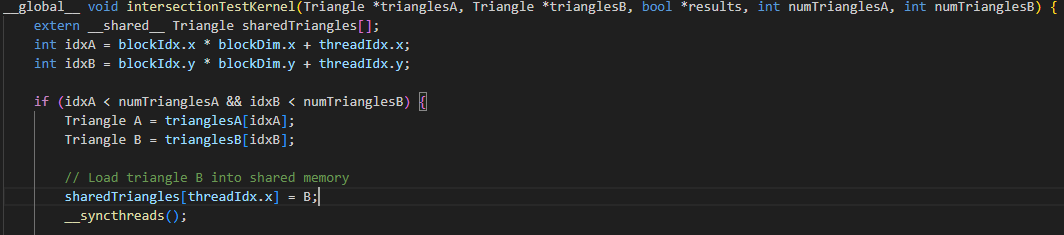 __global__ void intersectionTestKernel(Triangle *trianglesA, Triangle *trianglesB, bool *results, int numTrianglesA, int numTrianglesB) {
extern __shared__ Triangle sharedTriangles[];
int idxA = blockIdx.x * blockDim.x + threadIdx.x;
int idxB = blockIdx.y * blockDim.y + threadIdx.y;
if (idxA < numTrianglesA && idxB < numTrianglesB) {
Triangle A = trianglesA[idxA];
Triangle B = trianglesB[idxB];
// Load triangle B into shared memory
sharedTriangles[threadIdx.x] = B;
__syncthreads();